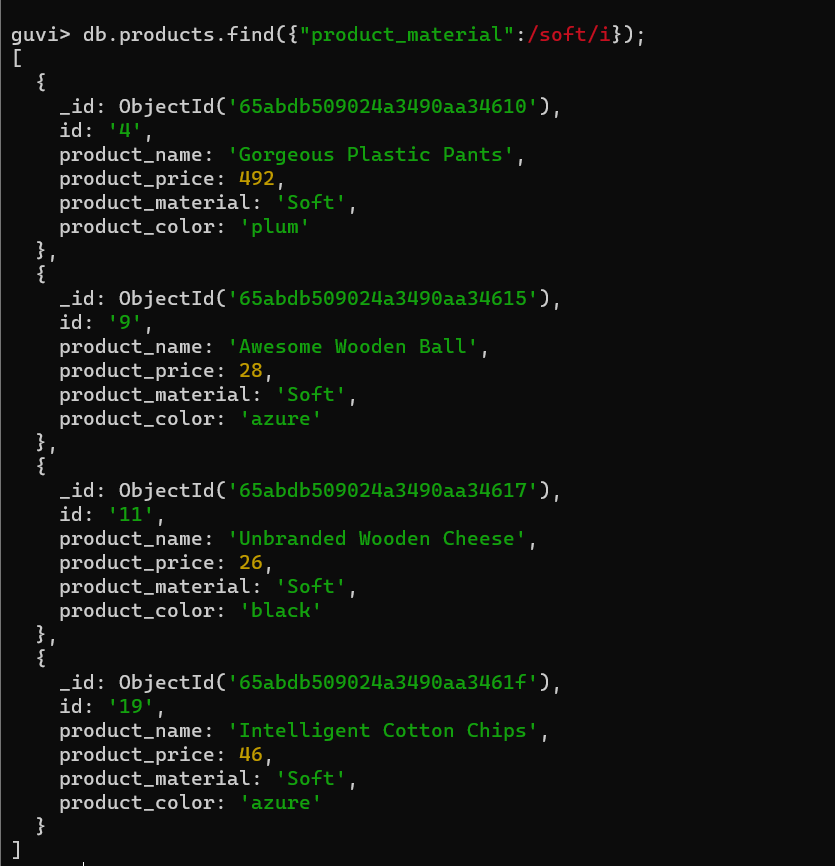 guvi> db.products.find({"product_material":/soft/i});
[
  {
    _id: ObjectId('65abdb509024a3490aa34610'),
    id: '4',
    product_name: 'Gorgeous Plastic Pants',
    product_price: 492,
    product_material: 'Soft',
    product_color: 'plum'
  },
  {
    _id: ObjectId('65abdb509024a3490aa34615'),
    id: '9',
    product_name: 'Awesome Wooden Ball',
    product_price: 28,
    product_material: 'Soft',
    product_color: 'azure'
  },
  {
    _id: ObjectId('65abdb509024a3490aa34617'),
    id: '11',
    product_name: 'Unbranded Wooden Cheese',
    product_price: 26,
    product_material: 'Soft',
    product_color: 'black'
  },
  {
    _id: ObjectId('65abdb509024a3490aa3461f'),
    id: '19',
    product_name: 'Intelligent Cotton Chips',
    product_price: 46,
    product_material: 'Soft',
    product_color: 'azure'
  }
]